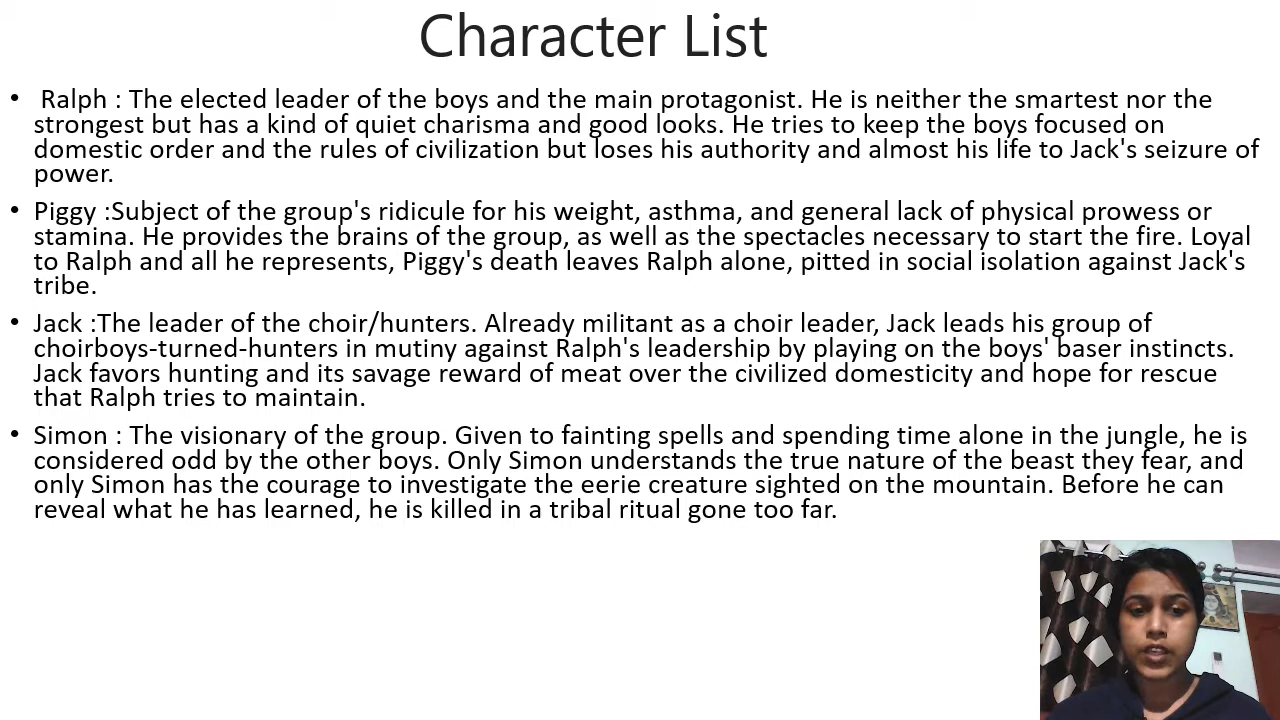 Character List
• Ralph : The elected leader of the boys and the main protagonist. He is neither the smartest nor the
strongest but has a kind of quiet charisma and good looks. He tries to keep the boys focused on
domestic order and the rules of civilization but loses his authority and almost his life to Jack's seizure of
power.
• Piggy :Subject of the group's ridicule for his weight, asthma, and general lack of physical prowess or
stamina. He provides the brains of the group, as well as the spectacles necessary to start the fire. Loyal
to Ralph and all he represents, Piggy's death leaves Ralph alone, pitted in social isolation against Jack's
tribe.
• Jack :The leader of the choir/hunters. Already militant as a choir leader, Jack leads his group of
choirboys-turned-hunters in mutiny against Ralph's leadership by playing on the boys' baser instincts.
Jack favors hunting and its savage reward of meat over the civilized domesticity and hope for rescue
that Ralph tries to maintain.
• Simon : The visionary of the group. Given to fainting spells and spending time alone in the jungle, he is
considered odd by the other boys. Only Simon understands the true nature of the beast they fear, and
only Simon has the courage to investigate the eerie creature sighted on the mountain. Before he can
reveal what he has learned, he is killed in a tribal ritual gone too far.